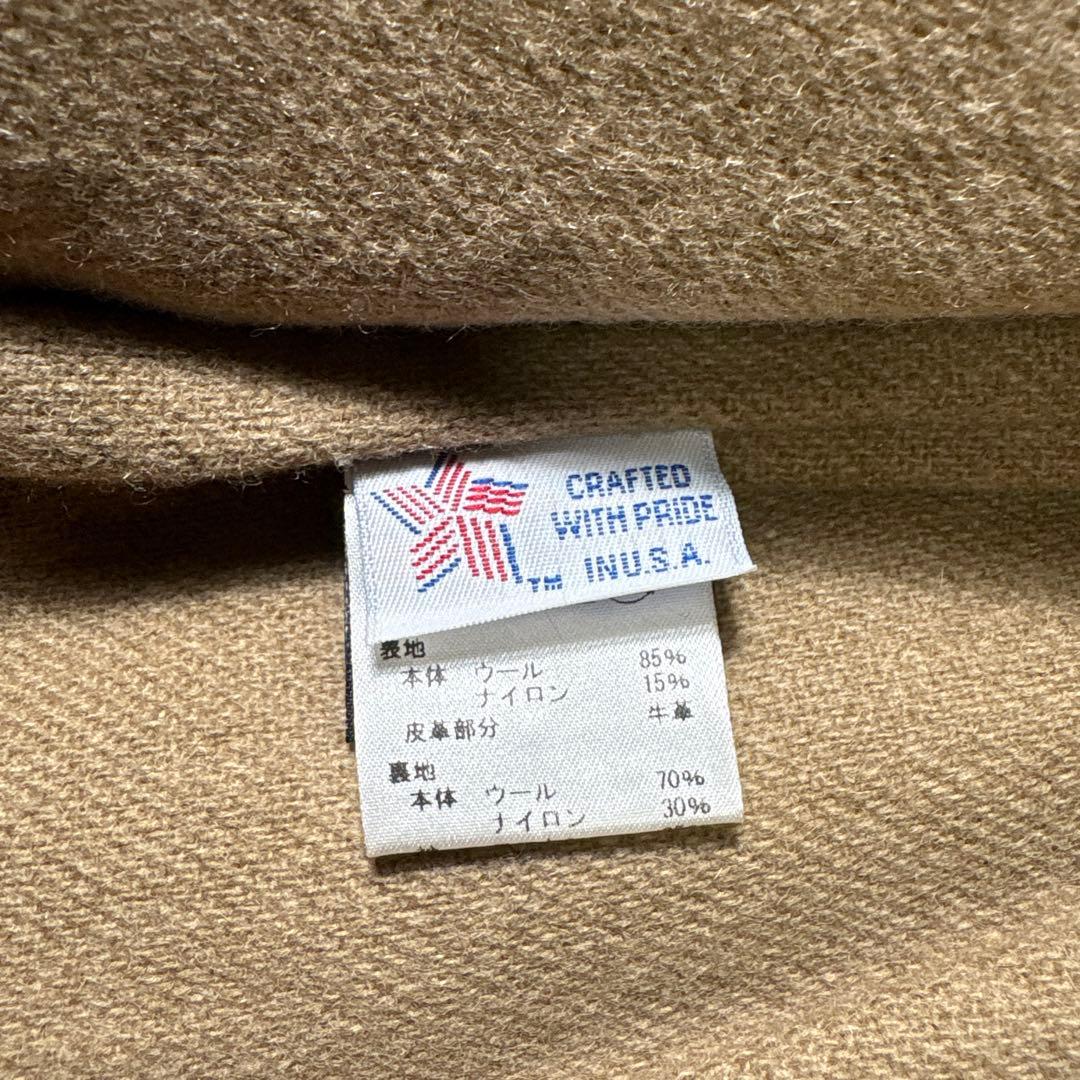 CRAFTED
WITH PRIDE
IN U.S.A.
TM
表地
本体 ウール 85%
ナイロン 15%
皮革部分 牛革
裏地
本体 ウール 70%
ナイロン 30%